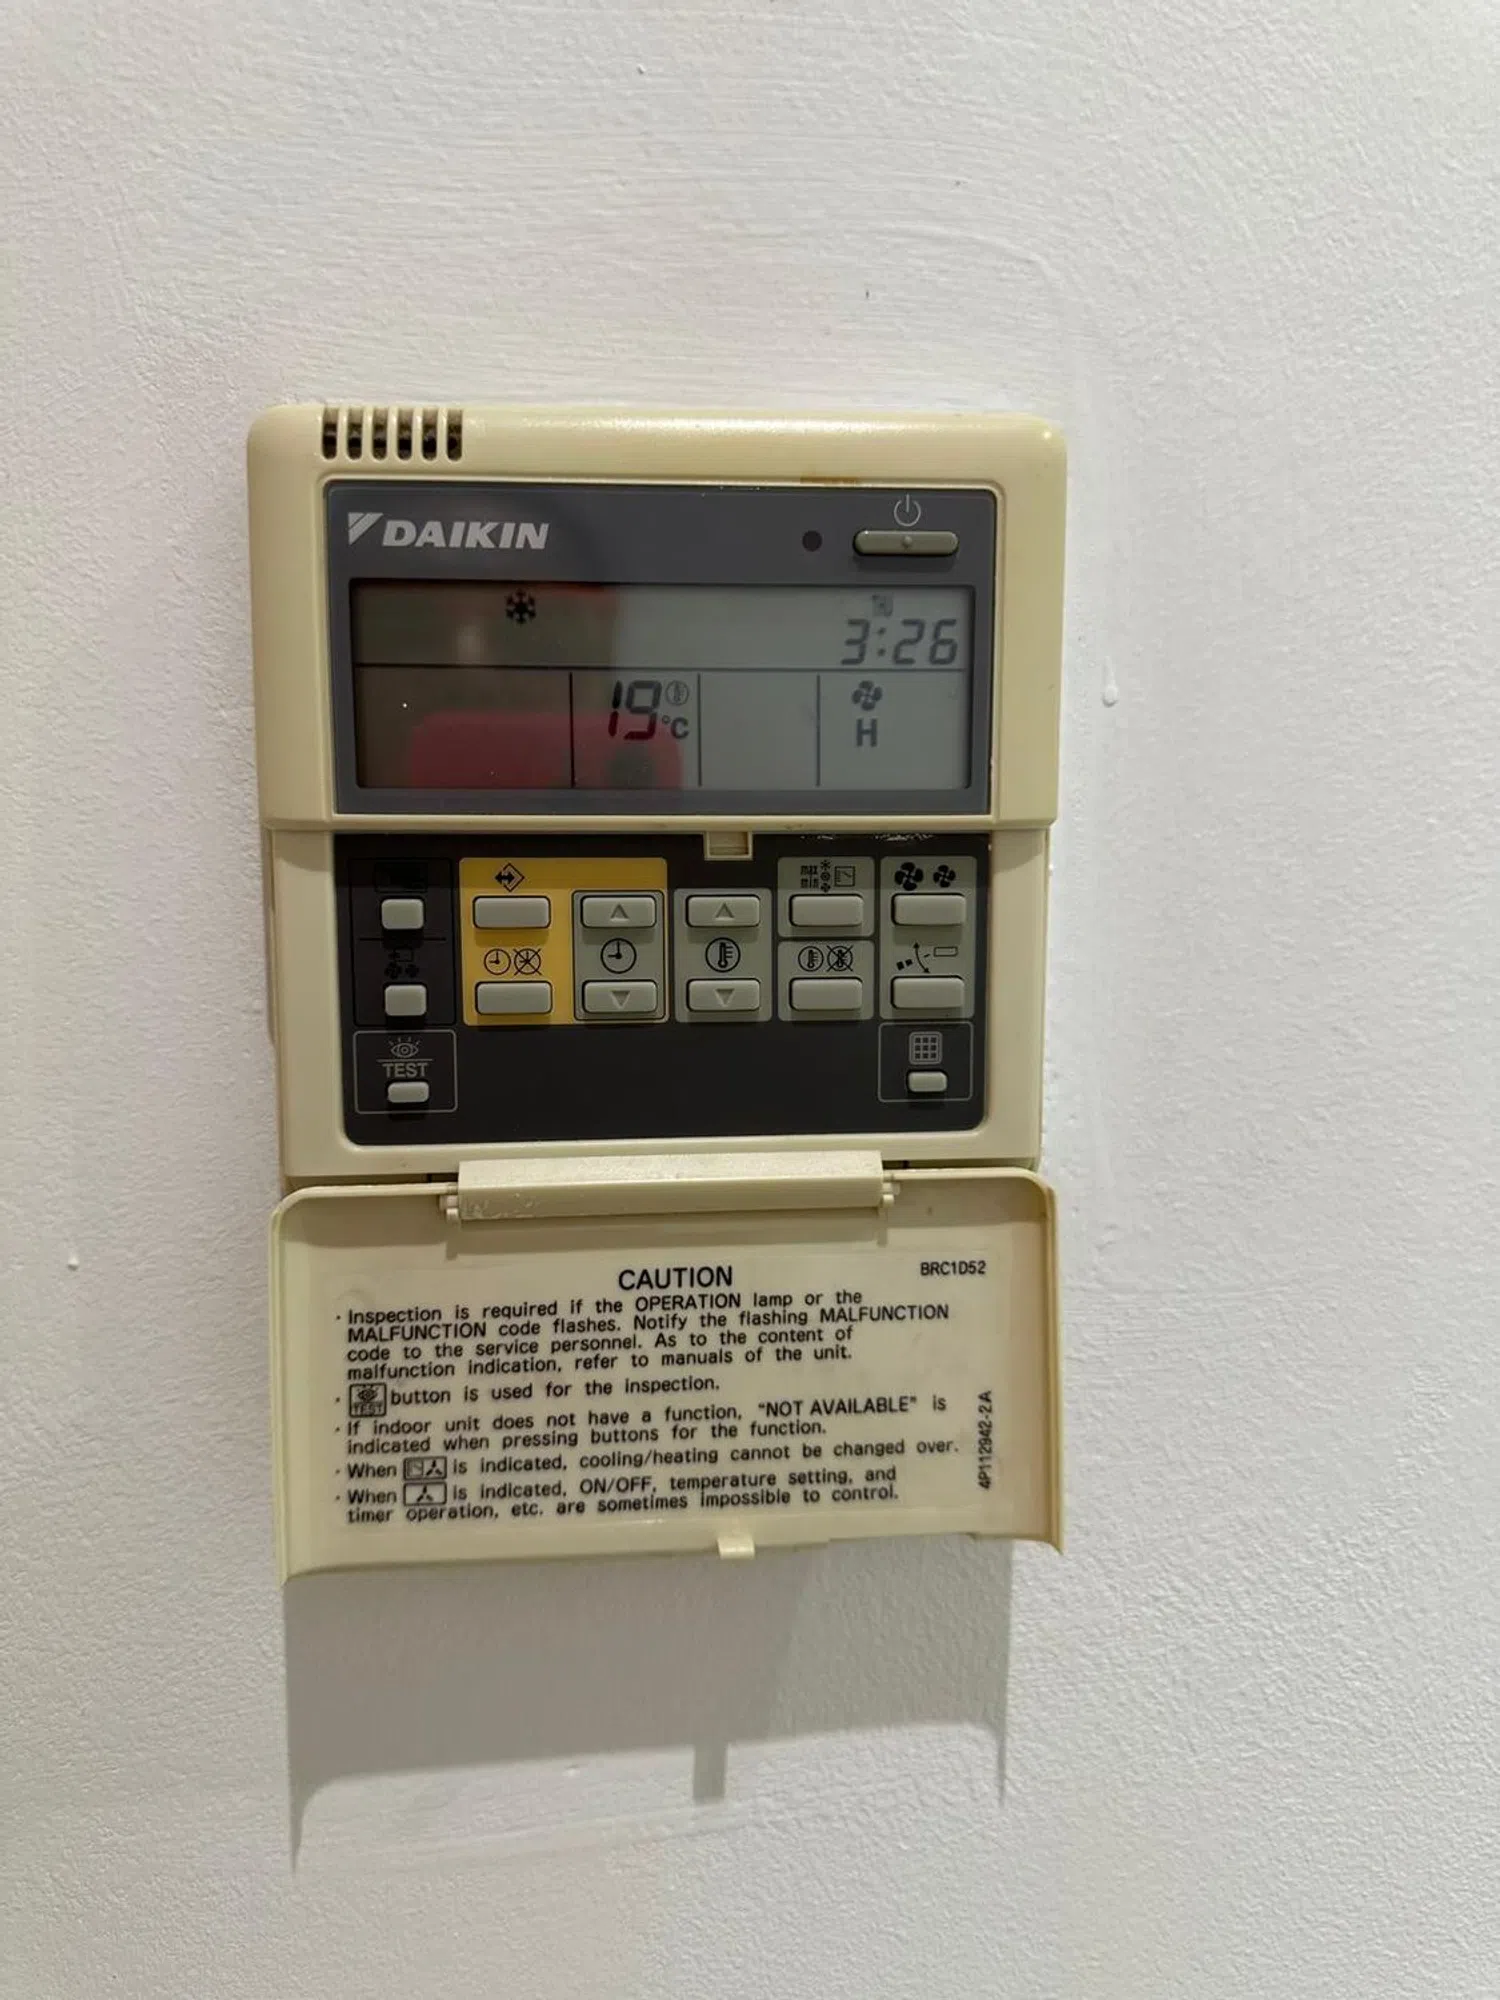 DAIKIN
3:26
19 °C
H
TEST
CAUTION
BRC1D52
· Inspection is required if the OPERATION lamp or the
MALFUNCTION code flashes. Notify the flashing MALFUNCTION
code to the service personnel. As to the content of
malfunction indication, refer to manuals of the unit.
· TEST button is used for the inspection.
· If indoor unit does not have a function, "NOT AVAILABLE" is
indicated when pressing buttons for the function.
· When is indicated, cooling/heating cannot be changed over.
· When is indicated, ON/OFF, temperature setting, and
timer operation, etc. are sometimes impossible to control.
4P112942-2A